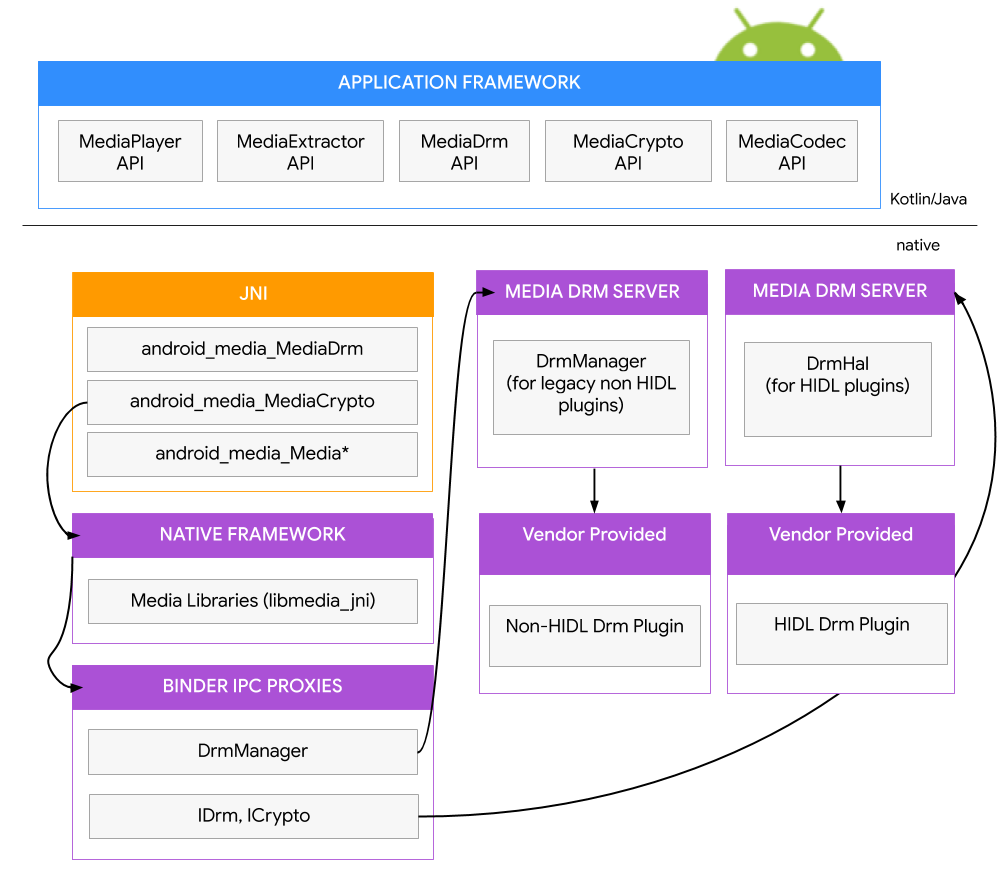 APPLICATION FRAMEWORK
MediaPlayer
API
MediaExtractor
API
MediaDrm
API
MediaCrypto
API
MediaCodec
API
Kotlin/Java
native
JNI
android_media_MediaDrm
android_media_MediaCrypto
android_media_Media*
NATIVE FRAMEWORK
Media Libraries (libmedia_jni)
BINDER IPC PROXIES
DrmManager
IDrm, ICrypto
MEDIA DRM SERVER
DrmManager
(for legacy non HIDL
plugins)
Vendor Provided
Non-HIDL Drm Plugin
MEDIA DRM SERVER
DrmHal
(for HIDL plugins)
Vendor Provided
HIDL Drm Plugin